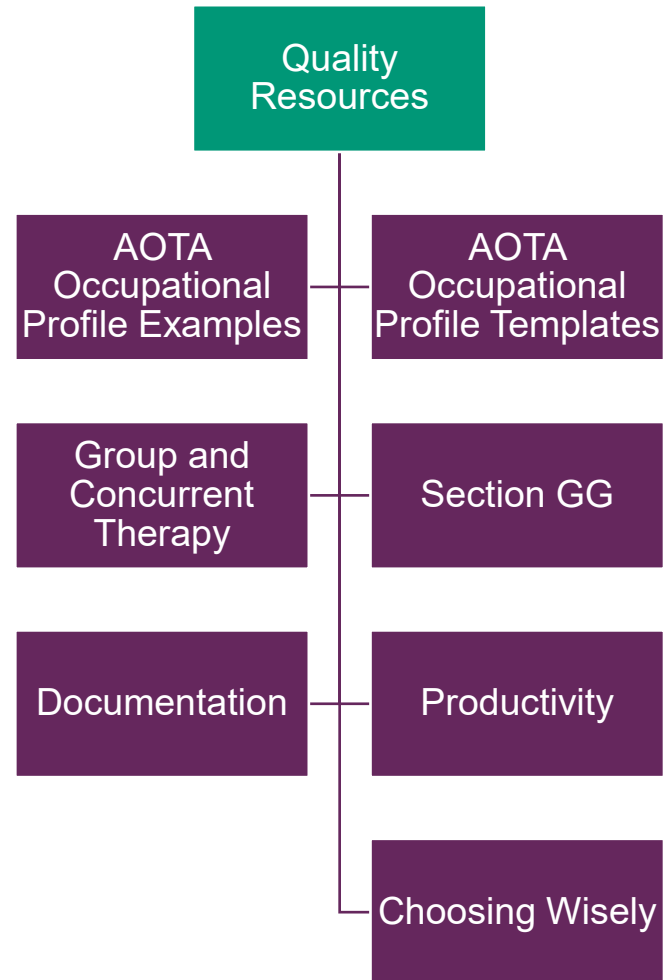 Quality
Resources
AOTA
Occupational
Profile Examples
AOTA
Occupational
Profile Templates
Group and
Concurrent
Therapy
Section GG
Documentation
Productivity
Choosing Wisely